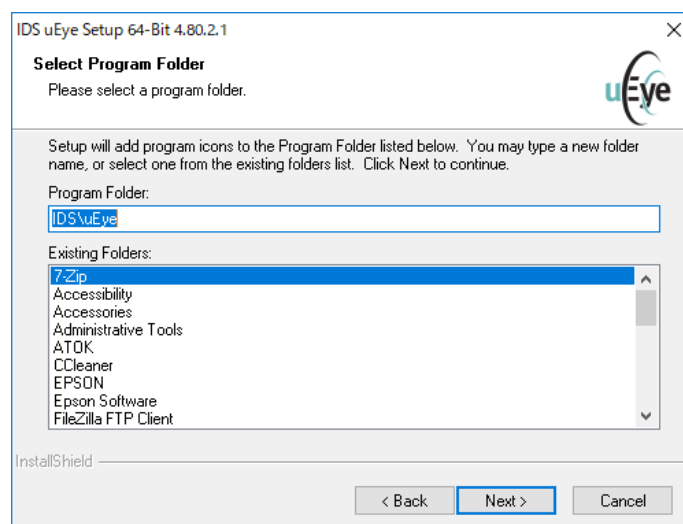 IDS uEye Setup 64-Bit 4.80.2.1
Select Program Folder
Please select a program folder.
uEye
Setup will add program icons to the Program Folder listed below.  You may type a new folder
name, or select one from the existing folders list.  Click Next to continue.
Program Folder:
IDS\uEye
Existing Folders:
7-Zip
Accessibility
Accessories
Administrative Tools
ATOK
CCleaner
EPSON
Epson Software
FileZilla FTP Client
InstallShield
< Back
Next >
Cancel